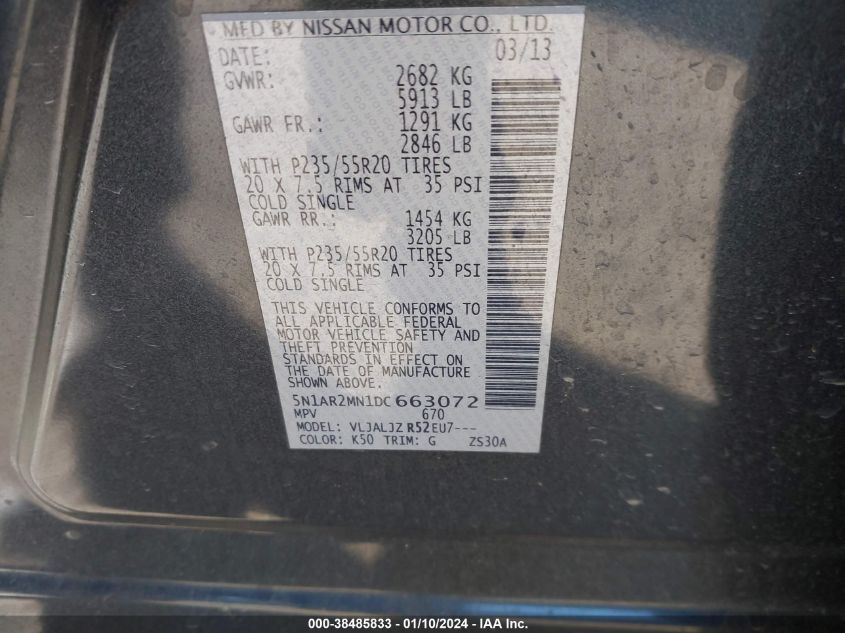 MFD BY NISSAN MOTOR CO., LTD.
DATE: 03/13
GVWR: 2682 KG
5913 LB
GAWR FR.: 1291 KG
2846 LB
WITH P235/55R20 TIRES
20 X 7.5 RIMS AT 35 PSI
COLD SINGLE
GAWR RR.: 1454 KG
3205 LB
WITH P235/55R20 TIRES
20 X 7.5 RIMS AT 35 PSI
COLD SINGLE
THIS VEHICLE CONFORMS TO
ALL APPLICABLE FEDERAL
MOTOR VEHICLE SAFETY AND
THEFT PREVENTION
STANDARDS IN EFFECT ON
THE DATE OF MANUFACTURE
SHOWN ABOVE.
5N1AR2MN1DC663072
MPV 670
MODEL: VLJALJZ R52EU7---
COLOR: K50 TRIM: G ZS30A
000-38485833 - 01/10/2024 - IAA Inc.